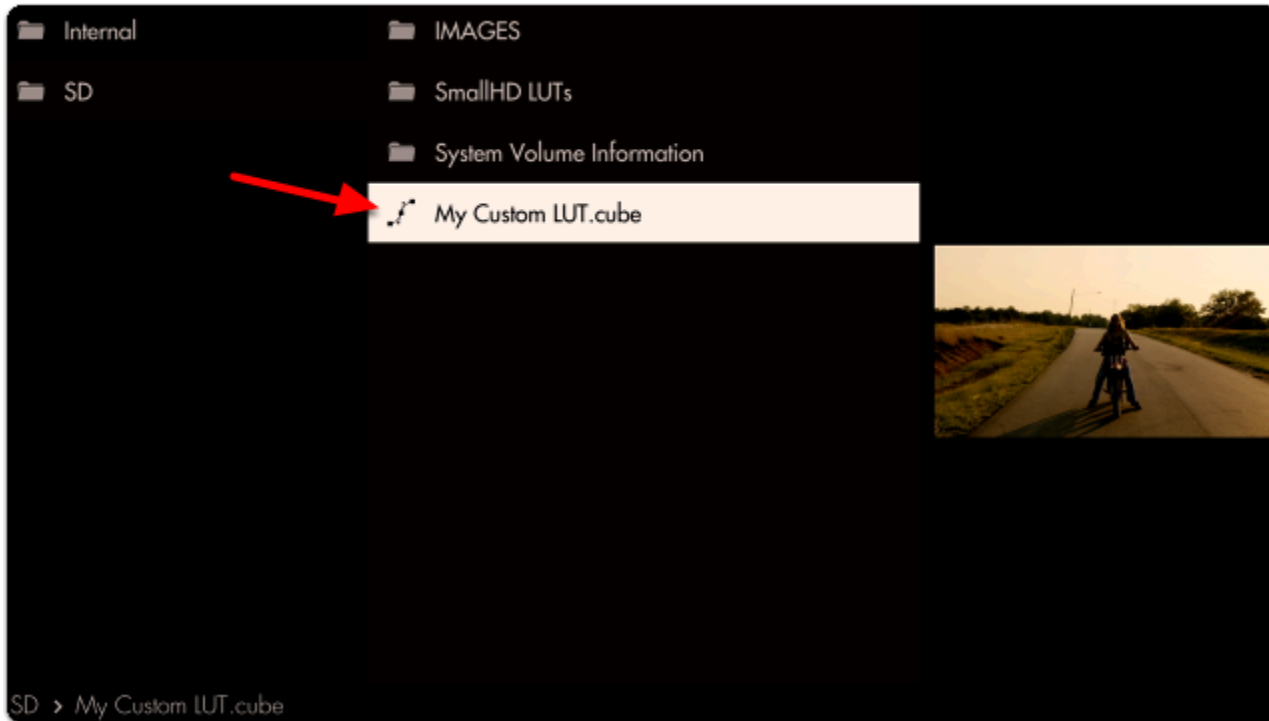 Internal
SD
IMAGES
SmallHD LUTs
System Volume Information
My Custom LUT.cube
SD > My Custom LUT.cube